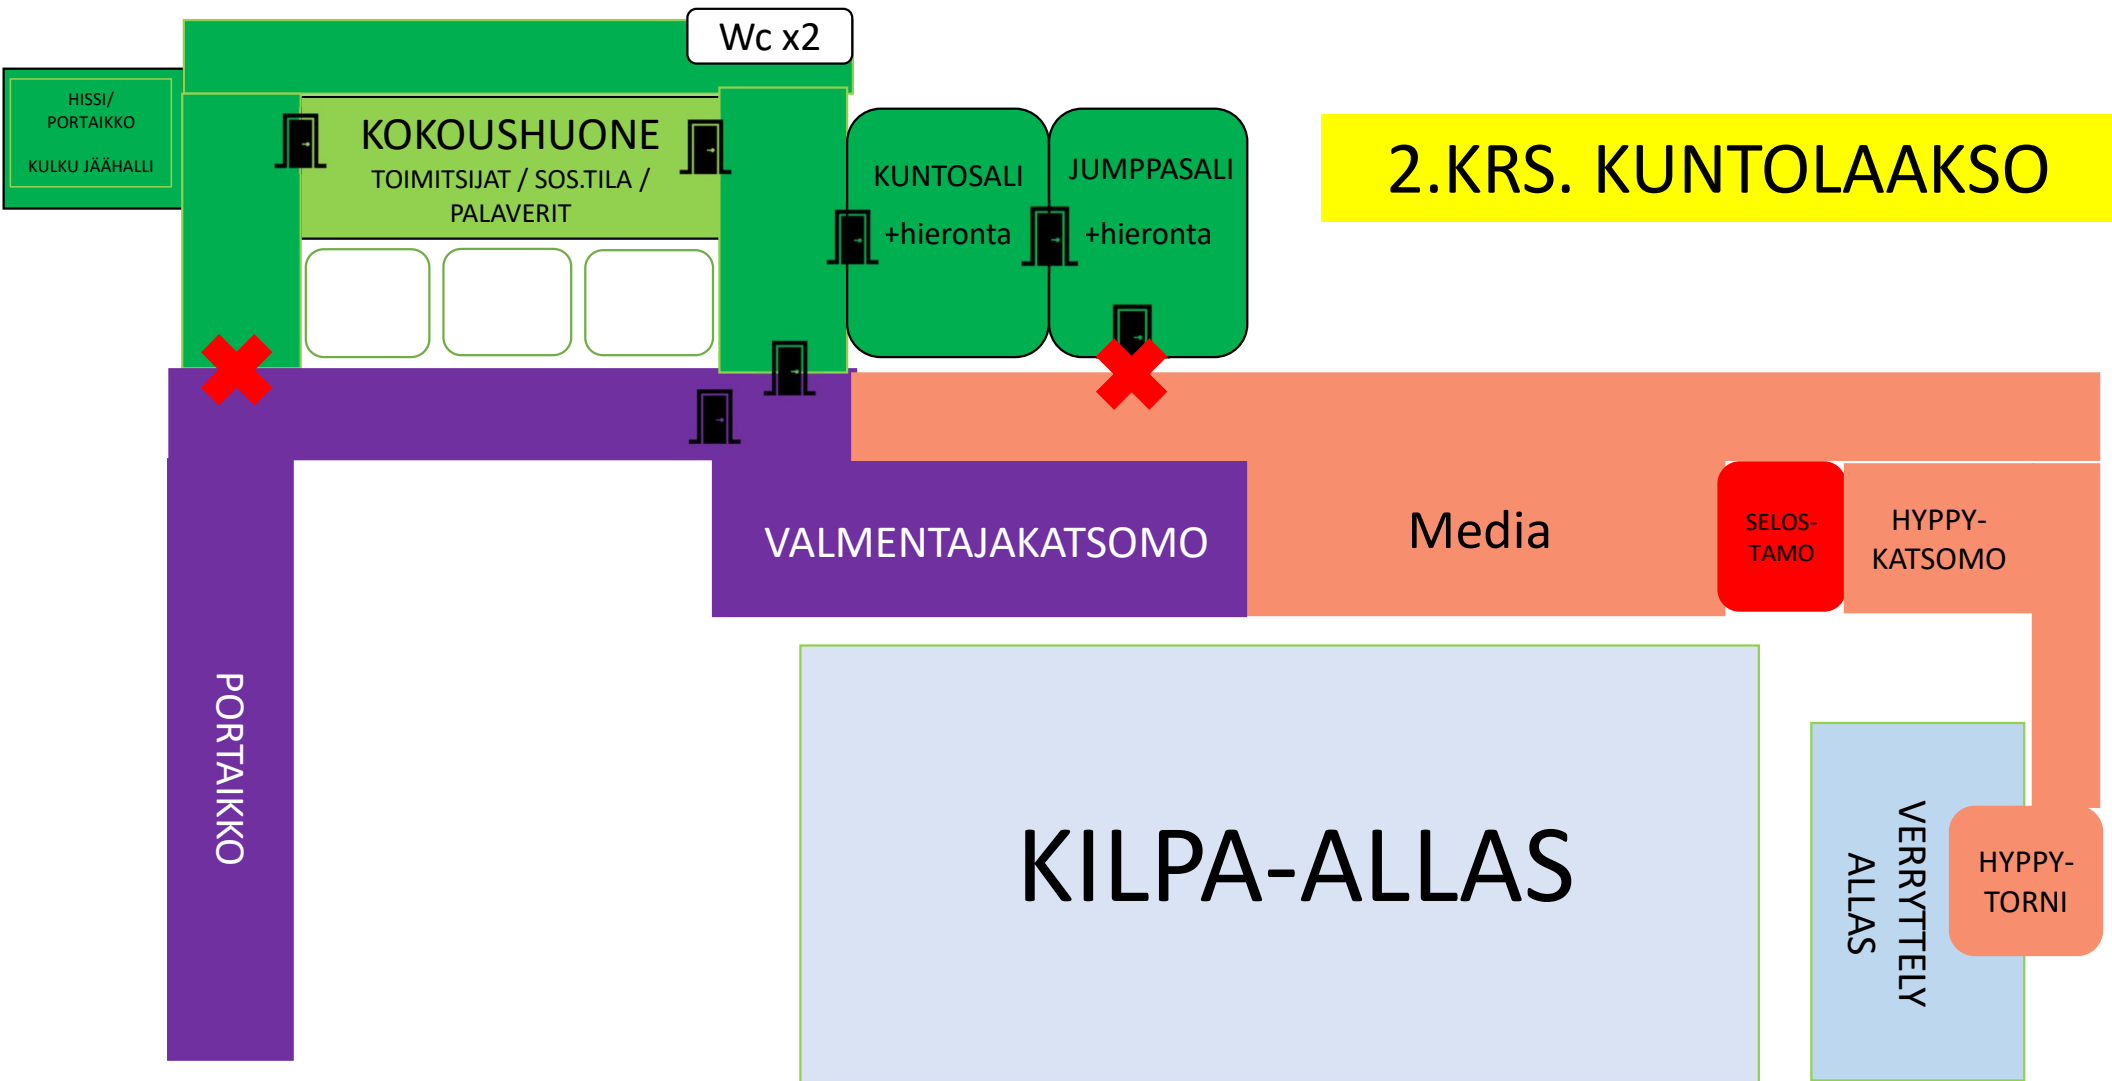 Wc x2
HISSI/
PORTAIKKO
KULKU JÄÄHALLI
KOKOUSHUONE
TOIMITSIJAT / SOS.TILA /
PALAVERIT
KUNTOSALI
+hieronta
JUMPPASALI
+hieronta
2.KRS. KUNTOLAAKSO
VALMENTAJAKATSOMO
Media
SELOS-
TAMO
HYPPY-
KATSOMO
PORTAIKKO
KILPA-ALLAS
VERRYTTELY
ALLAS
HYPPY-
TORNI